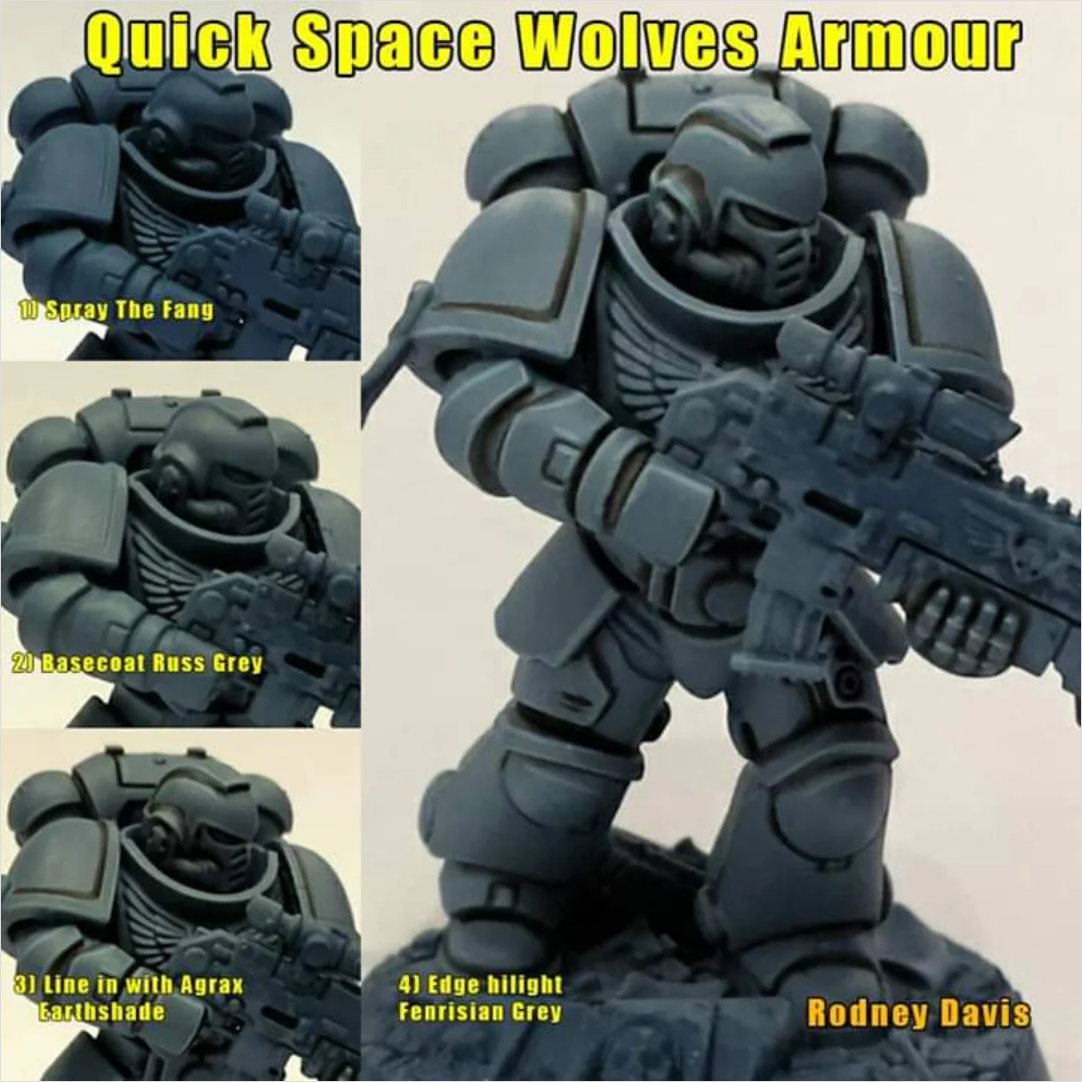 Quick Space Wolves Armour
1) Spray The Fang
2) Basecoat Russ Grey
3) Line in with Agrax
Earthshade
4) Edge hilight
Fenrisian Grey
Rodney Davis